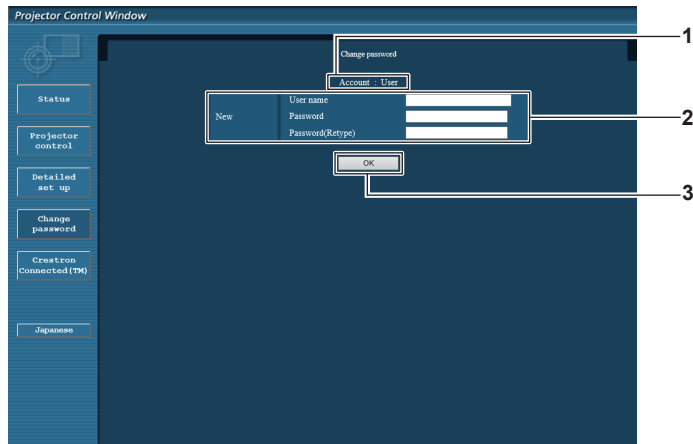 Projector Control Window
1
Change password
Account : User
New
User name
Password
Password(Retype)
2
OK
3
Status
Projector
control
Detailed
set up
Change
password
Crestron
Connected(TM)
Japanese